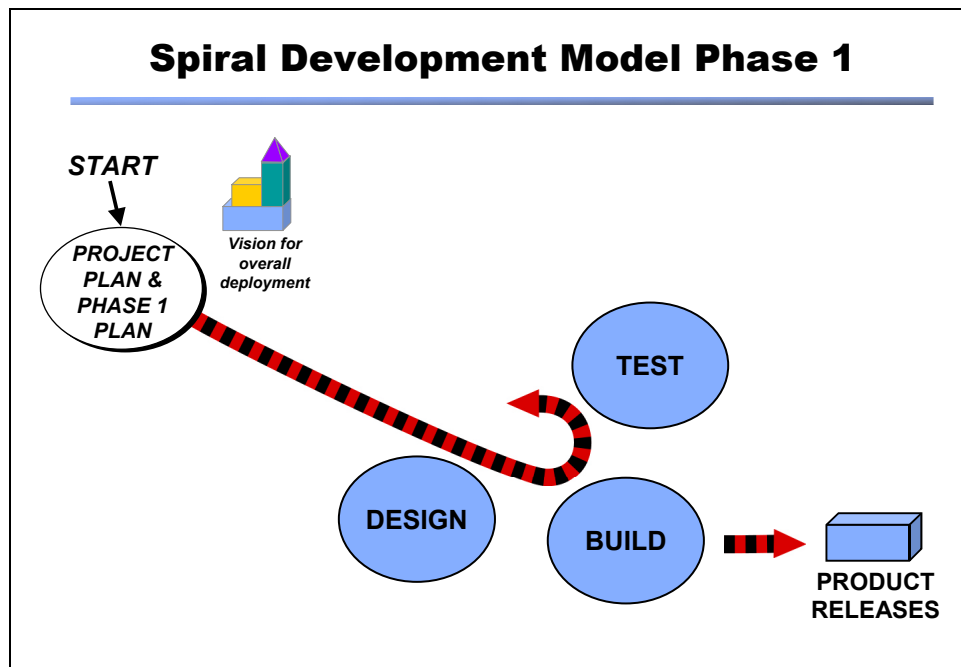 Spiral Development Model Phase 1
START
PROJECT
PLAN &
PHASE 1
PLAN
Vision for
overall
deployment
TEST
DESIGN
BUILD
PRODUCT
RELEASES